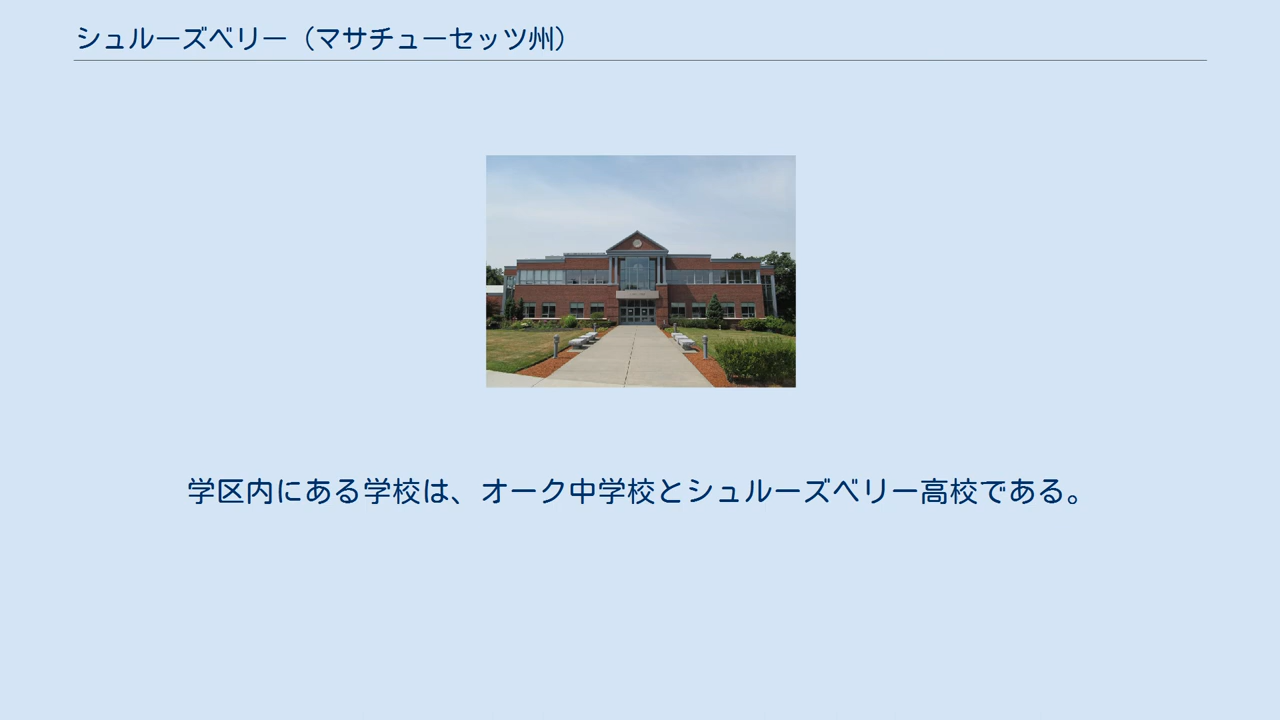 シュルーズベリー（マサチューセッツ州）
学区内にある学校は、オーク中学校とシュルーズベリー高校である。